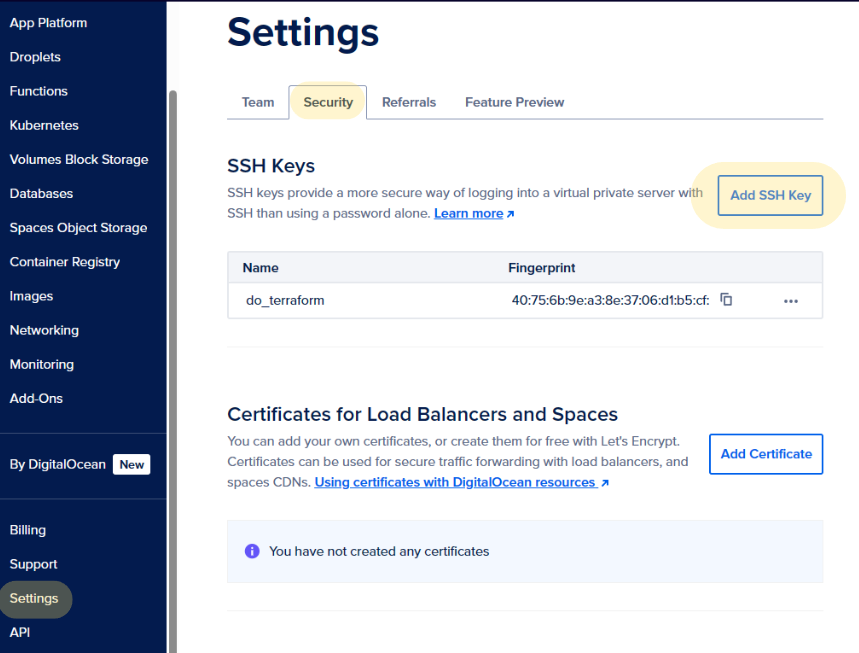 App Platform
Droplets
Functions
Kubernetes
Volumes Block Storage
Databases
Spaces Object Storage
Container Registry
Images
Networking
Monitoring
Add-Ons
By DigitalOcean New
Billing
Support
Settings
API
Settings
Team Security Referrals Feature Preview
SSH Keys
SSH keys provide a more secure way of logging into a virtual private server with
SSH than using a password alone. Learn more
Add SSH Key
Name Fingerprint
do_terraform 40:75:6b:9e:a3:8e:37:06:d1:b5:cf:
Certificates for Load Balancers and Spaces
You can add your own certificates, or create them for free with Let's Encrypt.
Certificates can be used for secure traffic forwarding with load balancers, and
spaces CDNs. Using certificates with DigitalOcean resources
Add Certificate
You have not created any certificates